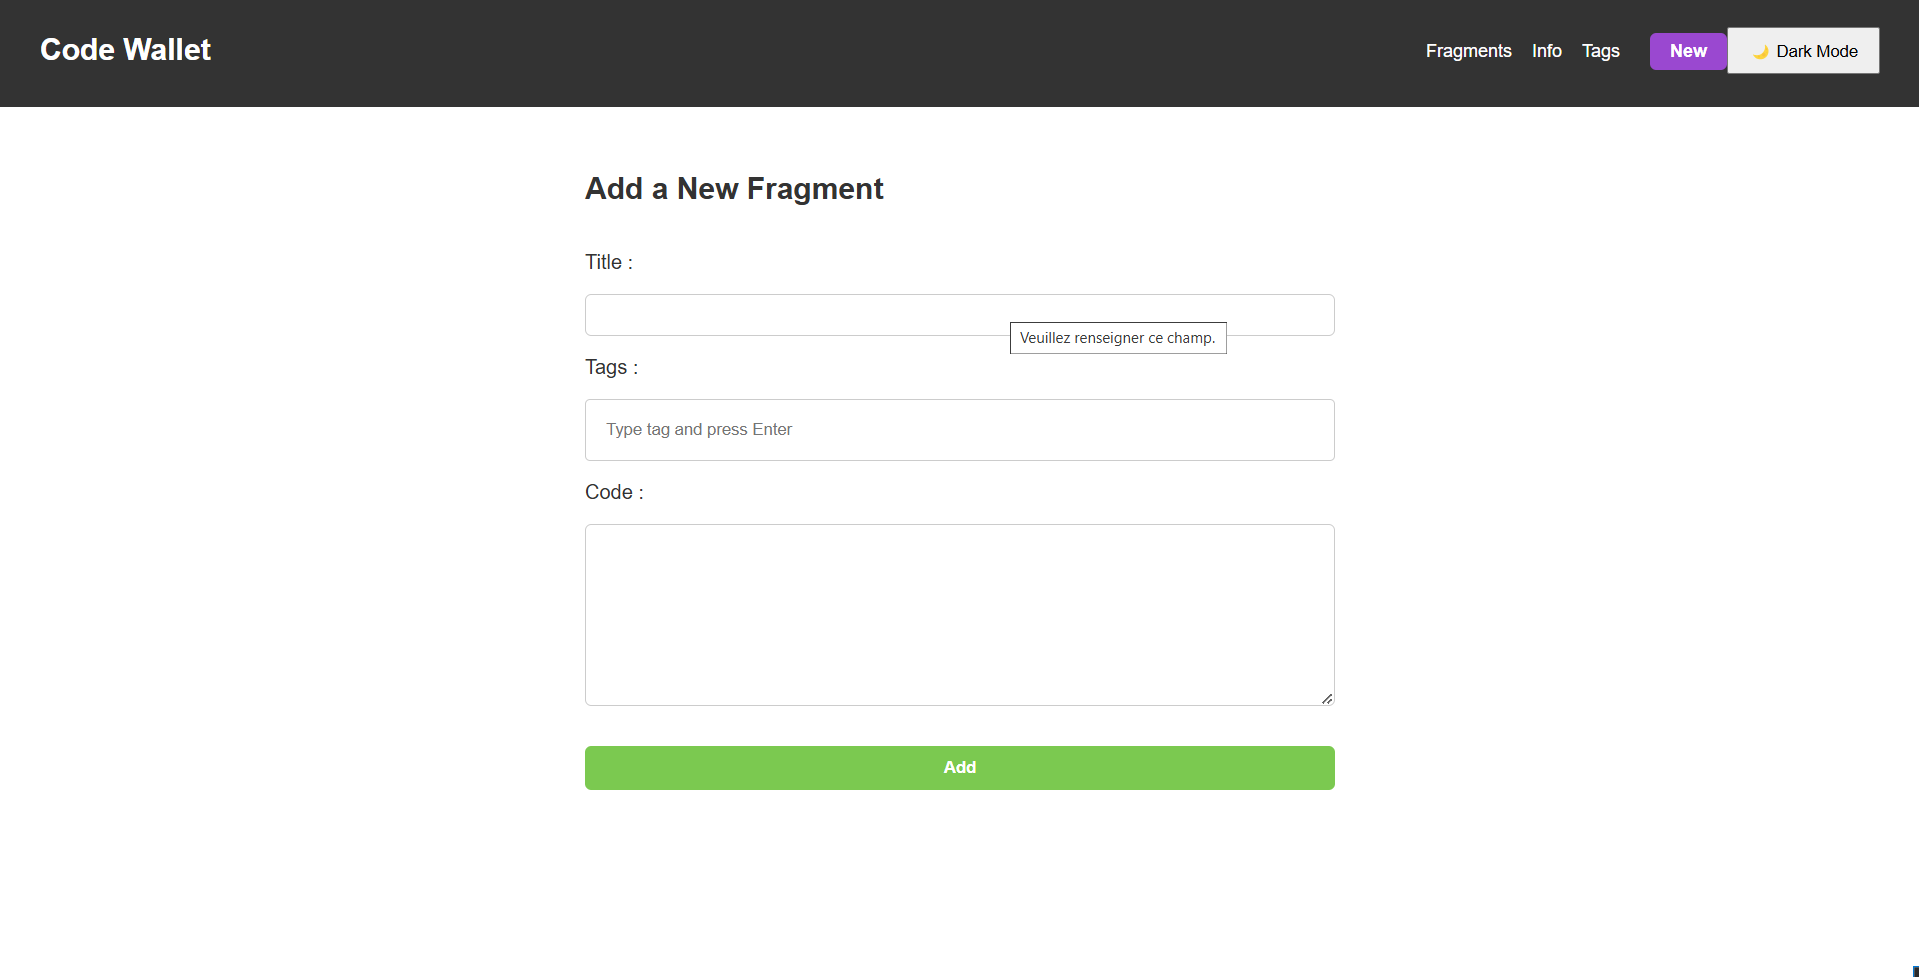 Code Wallet
Fragments Info Tags New 🌙 Dark Mode
Add a New Fragment
Title :
Veuillez renseigner ce champ.
Tags :
Type tag and press Enter
Code :
Add